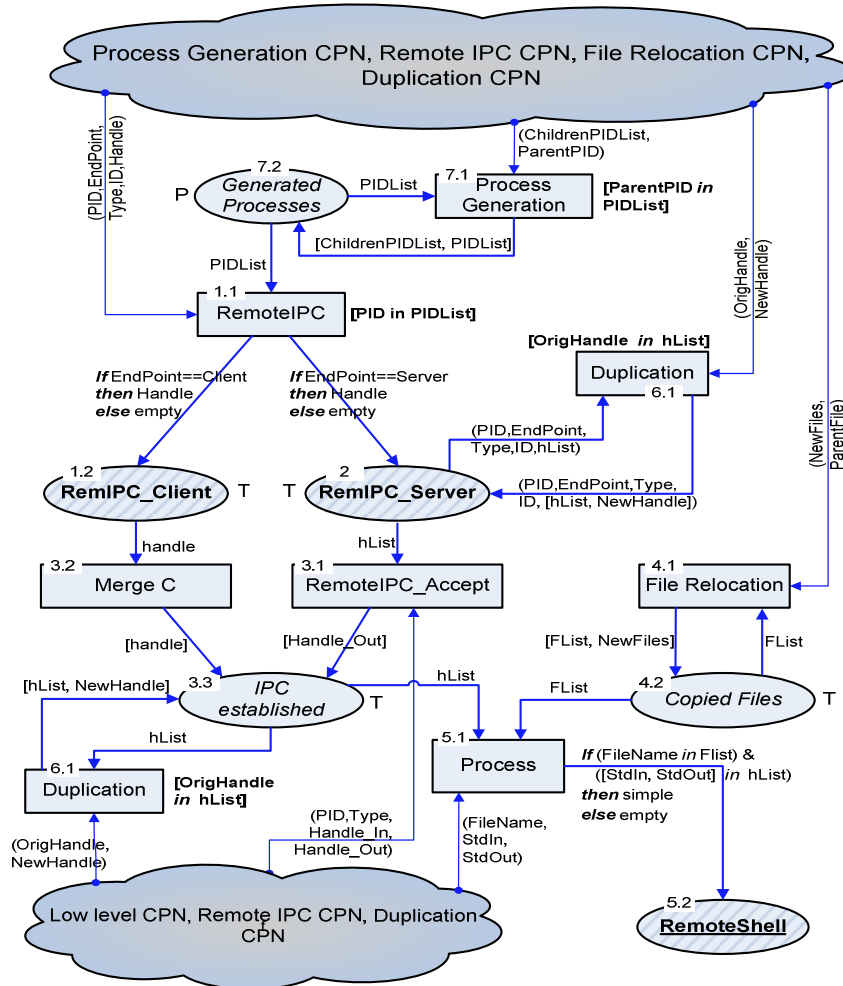 Process Generation CPN, Remote IPC CPN, File Relocation CPN,
Duplication CPN
(PID,EndPoint,
Type,ID,Handle)
(ChildrenPIDList,
ParentPID)
(OrigHandle,
NewHandle)
(NewFiles,
ParentFile)
7.2
Generated
Processes
P
PIDList
7.1
Process
Generation
[ParentPID in
PIDList]
[ChildrenPIDList, PIDList]
PIDList
1.1
RemoteIPC
[PID in PIDList]
If EndPoint==Client
then Handle
else empty
If EndPoint==Server
then Handle
else empty
[OrigHandle in hList]
Duplication
6.1
(PID,EndPoint,
Type,ID,hList)
(PID,EndPoint,Type,
ID, [hList, NewHandle])
1.2
RemIPC_Client
T
T
2
RemIPC_Server
handle
hList
3.2
Merge C
3.1
RemoteIPC_Accept
4.1
File Relocation
[handle]
[Handle_Out]
[FList, NewFiles]
FList
[hList, NewHandle]
3.3
IPC
established
T
hList
FList
4.2
Copied Files
T
hList
6.1
Duplication
[OrigHandle
in hList]
5.1
Process
If (FileName in Flist) &
([StdIn, StdOut] in hList)
then simple
else empty
(OrigHandle,
NewHandle)
(PID,Type,
Handle_In,
Handle_Out)
(FileName,
StdIn,
StdOut)
Low level CPN, Remote IPC CPN, Duplication
CPN
5.2
RemoteShell